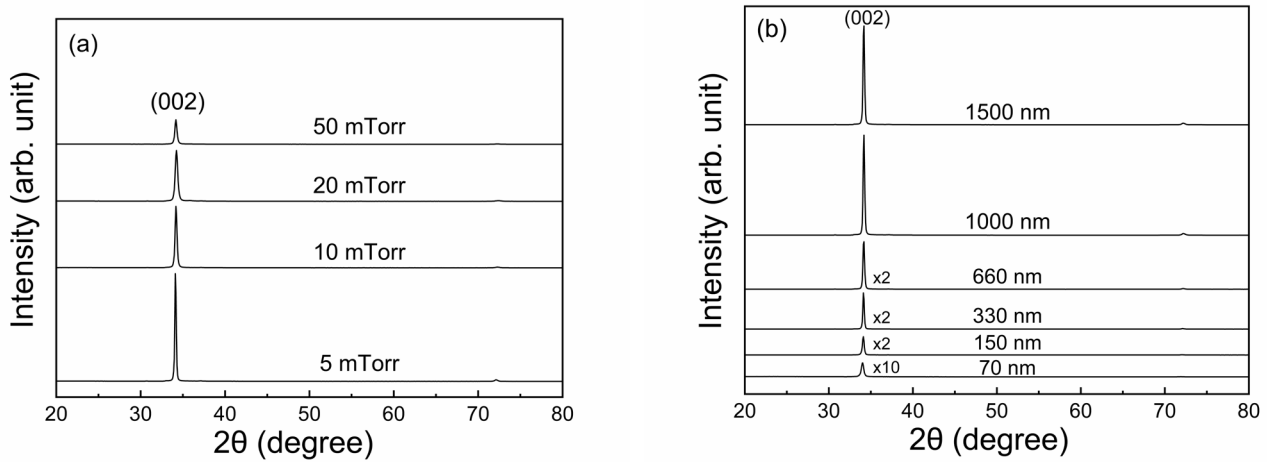 (a)
(002)
50 mTorr
20 mTorr
10 mTorr
5 mTorr
Intensity (arb. unit)
20 30 40 50 60 70 80
2θ (degree)
(b)
(002)
1500 nm
1000 nm
x2 660 nm
x2 330 nm
x2 150 nm
x10 70 nm
Intensity (arb. unit)
20 30 40 50 60 70 80
2θ (degree)